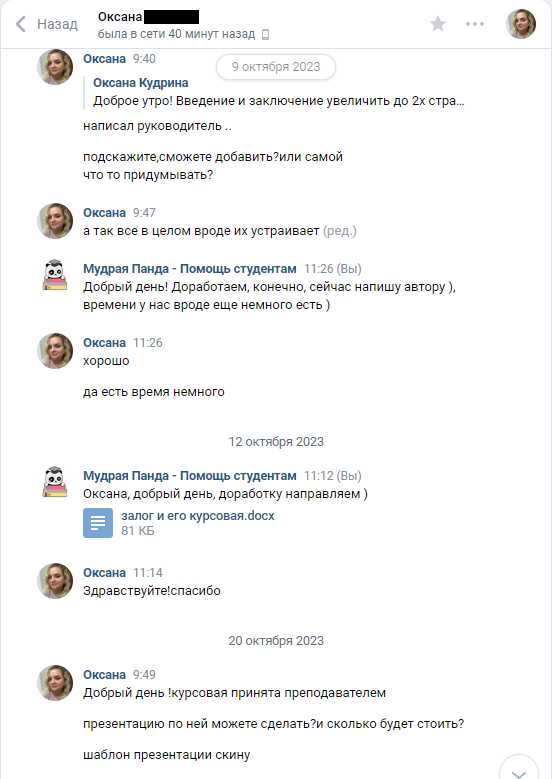 Назад
Оксана
была в сети 40 минут назад
Оксана 9:40
9 октября 2023
Оксана Кудрина
Доброе утро! Введение и заключение увеличить до 2х стра…
написал руководитель ..
подскажите,сможете добавить?или самой
что то придумывать?
Оксана 9:47
а так все в целом вроде их устраивает (ред.)
Мудрая Панда - Помощь студентам 11:26 (Вы)
Добрый день! Доработаем, конечно, сейчас напишу автору ),
времени у нас вроде еще немного есть )
Оксана 11:26
хорошо
да есть время немного
12 октября 2023
Мудрая Панда - Помощь студентам 11:12 (Вы)
Оксана, добрый день, доработку направляем )
залог и его курсовая.docx
81 КБ
Оксана 11:14
Здравствуйте!спасибо
20 октября 2023
Оксана 9:49
Добрый день !курсовая принята преподавателем
презентацию по ней можете сделать?и сколько будет стоить?
шаблон презентации скину